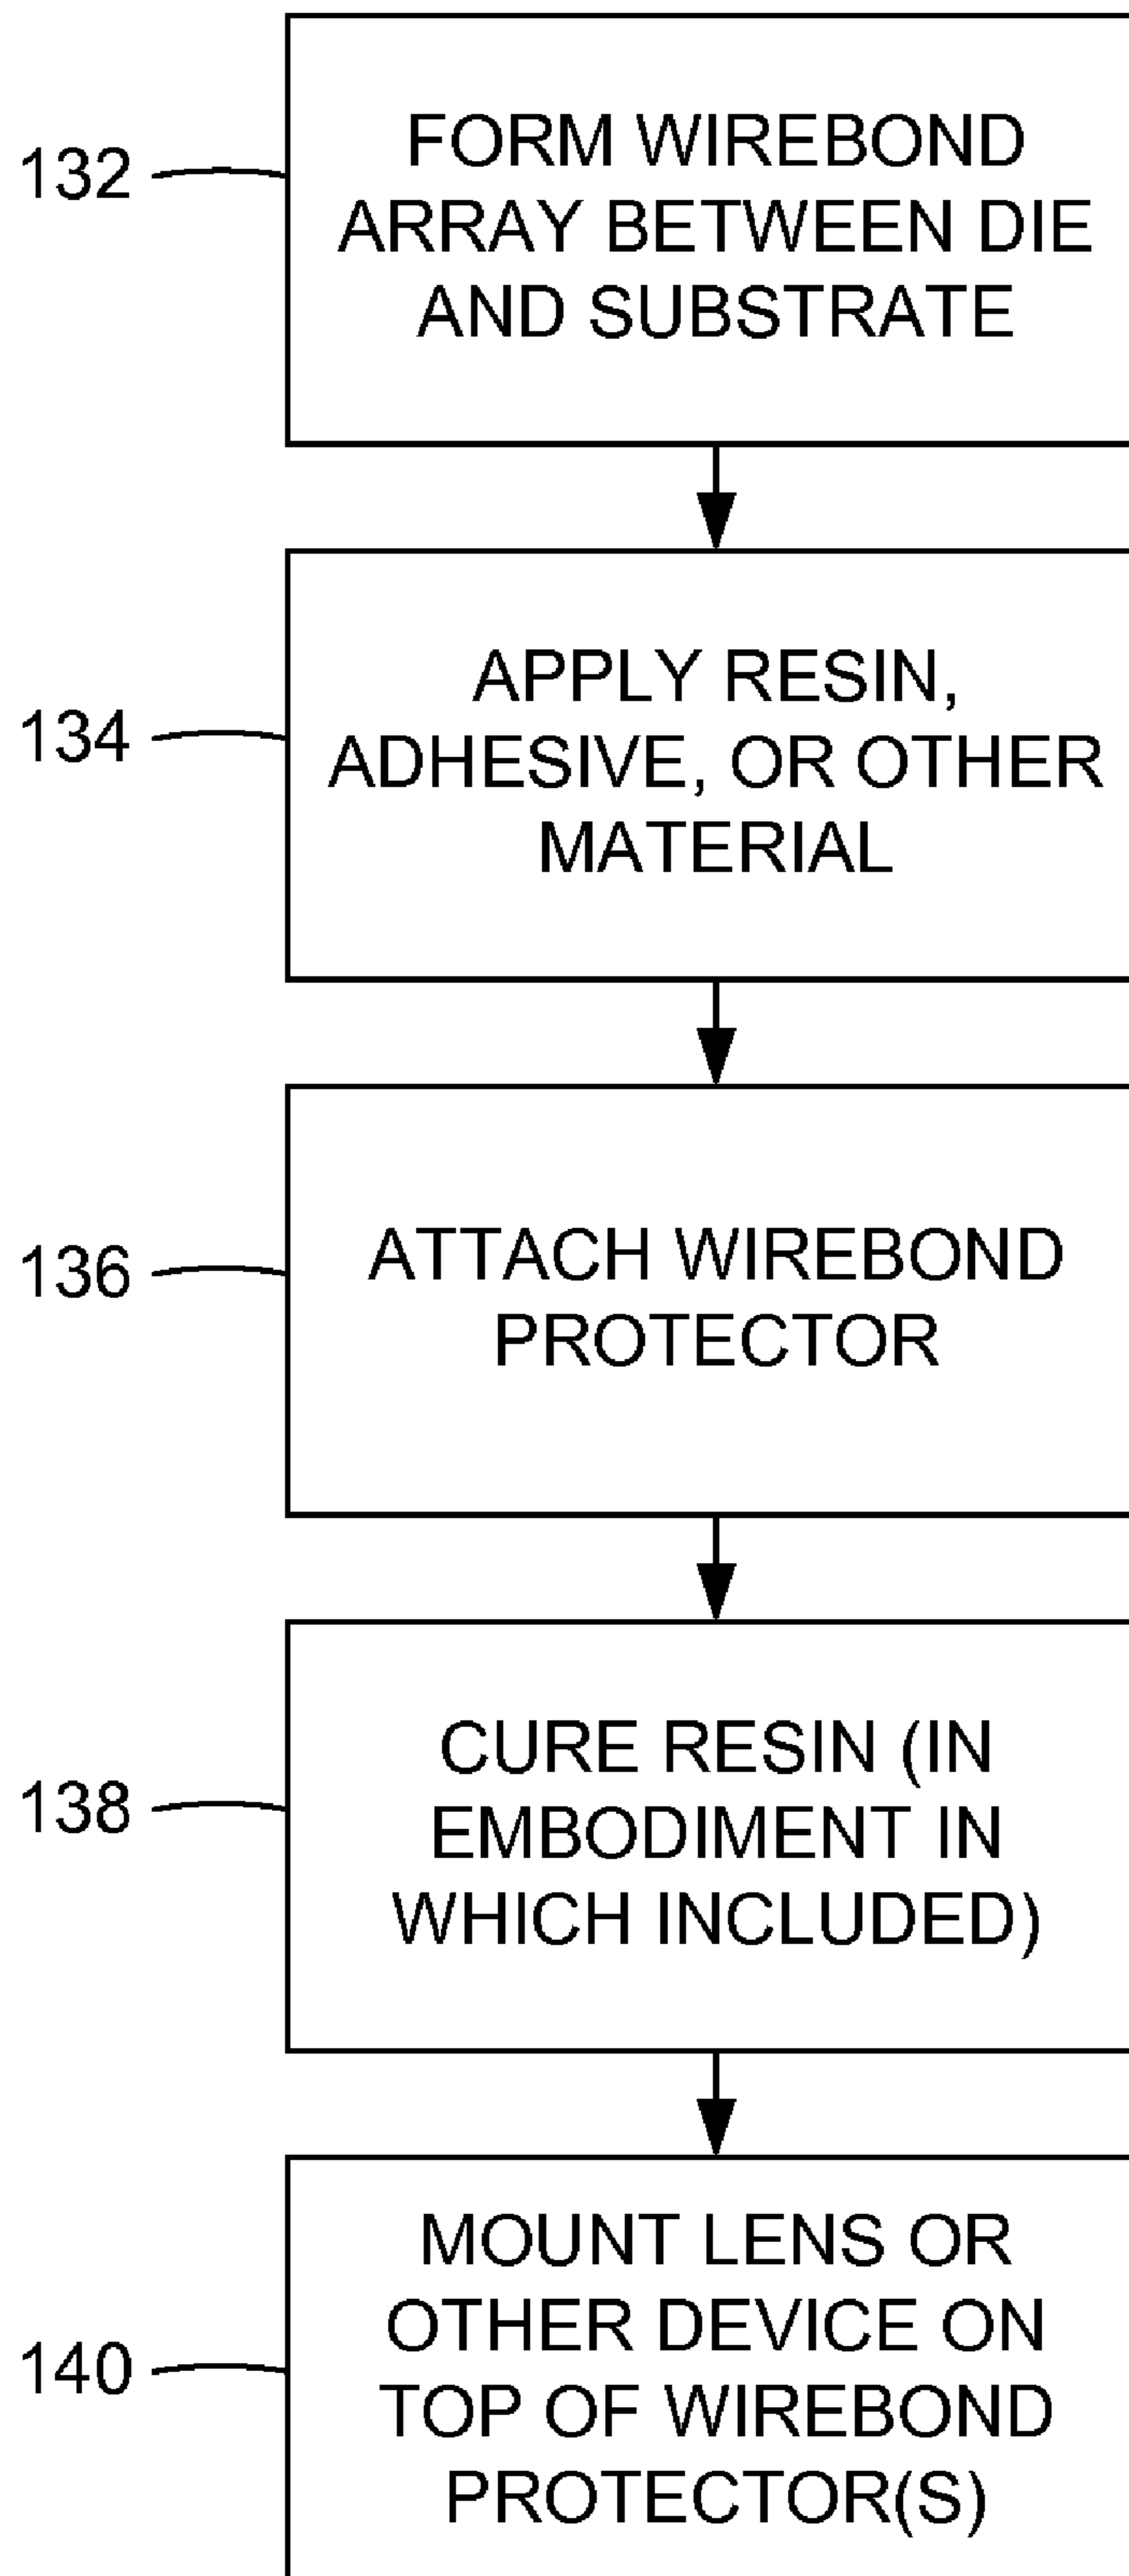 132
FORM WIREBOND
ARRAY BETWEEN DIE
AND SUBSTRATE
134
APPLY RESIN,
ADHESIVE, OR OTHER
MATERIAL
136
ATTACH WIREBOND
PROTECTOR
138
CURE RESIN (IN
EMBODIMENT IN
WHICH INCLUDED)
140
MOUNT LENS OR
OTHER DEVICE ON
TOP OF WIREBOND
PROTECTOR(S)